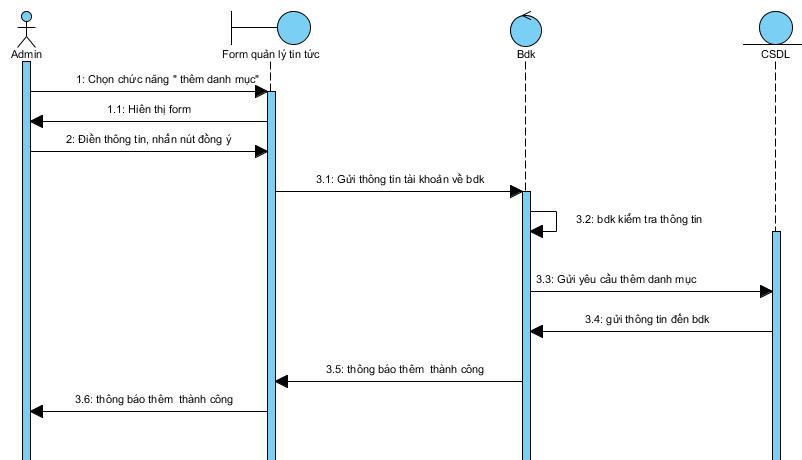 Admin
Form quản lý tin tức
Bdk
CSDL
1: Chọn chức năng " thêm danh mục"
1.1: Hiên thị form
2: Điền thông tin, nhấn nút đồng ý
3.1: Gửi thông tin tài khoản về bdk
3.2: bdk kiểm tra thông tin
3.3: Gửi yêu cầu thêm danh mục
3.4: gửi thông tin đến bdk
3.5: thông báo thêm thành công
3.6: thông báo thêm thành công